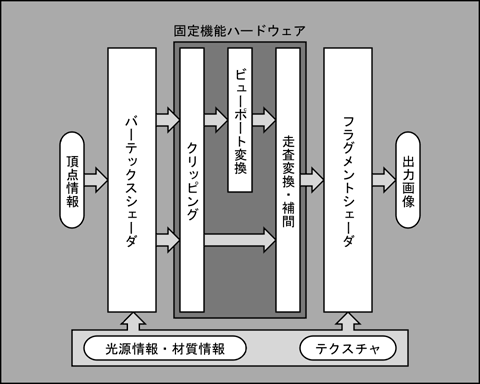 固定機能ハードウェア
頂点情報
バーテックスシェーダ
クリッピング
ビューポート変換
走査変換・補間
フラグメントシェーダ
出力画像
光源情報・材質情報
テクスチャ